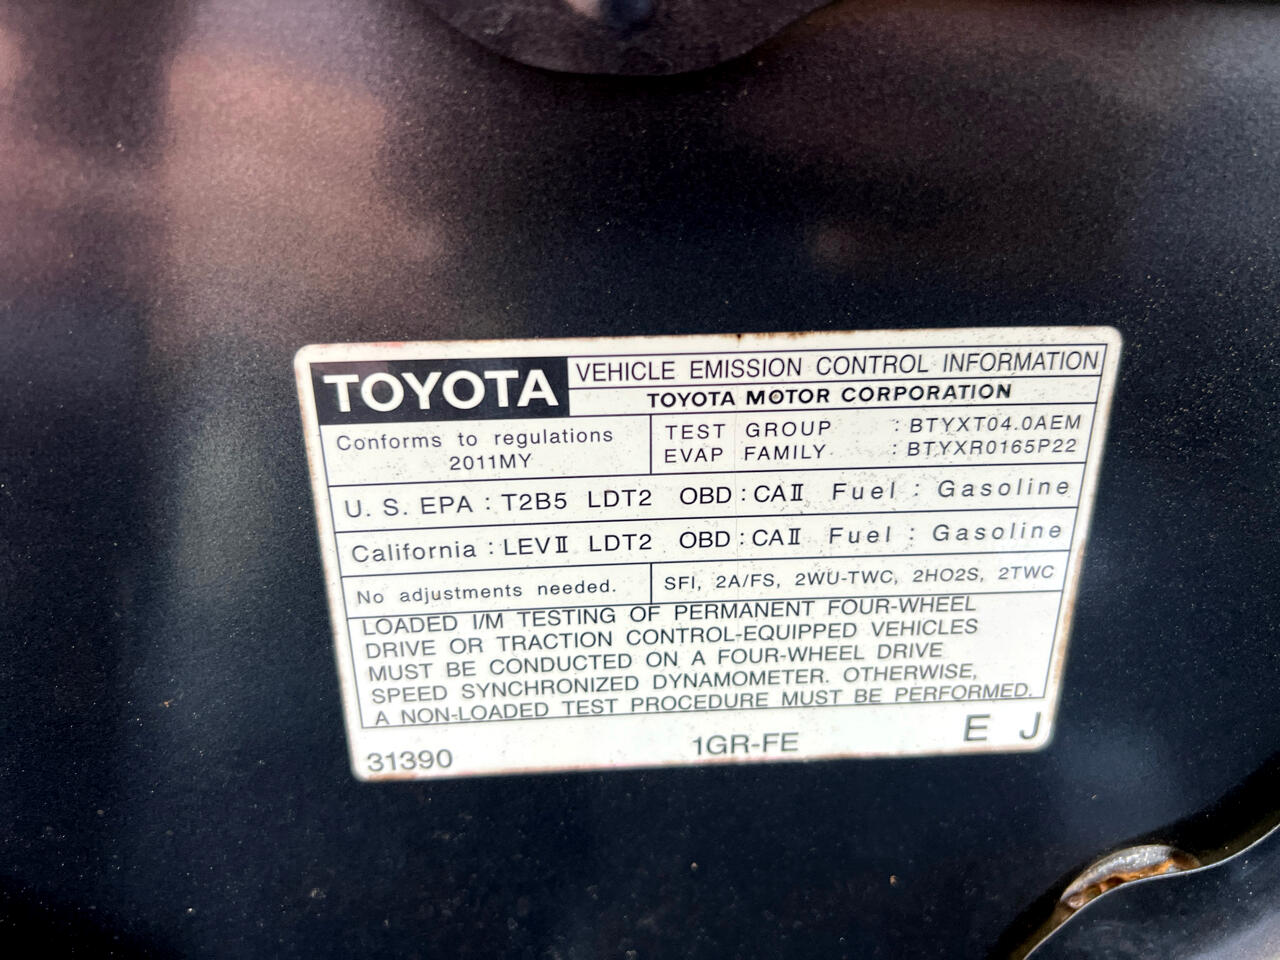 TOYOTA
VEHICLE EMISSION CONTROL INFORMATION
TOYOTA MOTOR CORPORATION
Conforms to regulations
2011MY
TEST GROUP : BTYXT04.0AEM
EVAP FAMILY : BTYXR0165P22
U. S. EPA : T2B5 LDT2 OBD : CAⅡ Fuel : Gasoline
California : LEVⅡ LDT2 OBD : CAⅡ Fuel : Gasoline
No adjustments needed.
SFI, 2A/FS, 2WU-TWC, 2HO2S, 2TWC
LOADED I/M TESTING OF PERMANENT FOUR-WHEEL
DRIVE OR TRACTION CONTROL-EQUIPPED VEHICLES
MUST BE CONDUCTED ON A FOUR-WHEEL DRIVE
SPEED SYNCHRONIZED DYNAMOMETER. OTHERWISE,
A NON-LOADED TEST PROCEDURE MUST BE PERFORMED.
31390 1GR-FE E J